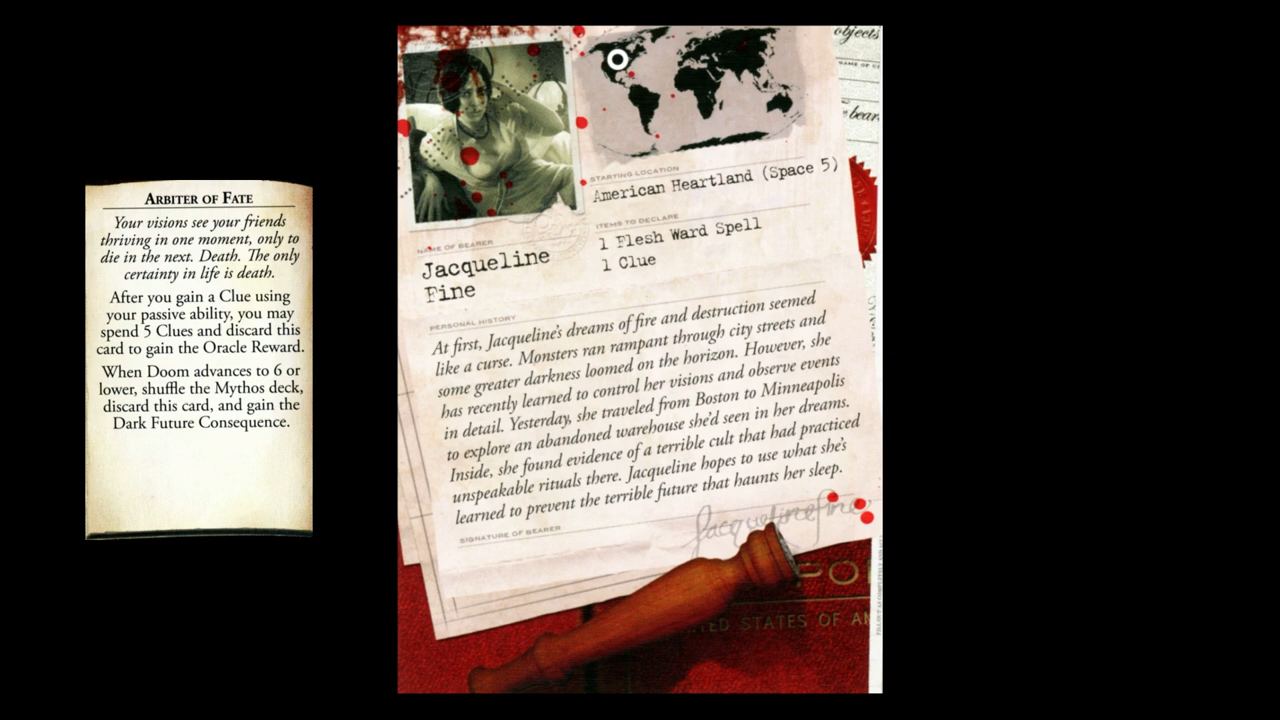 ARBITER OF FATE
Your visions see your friends
thriving in one moment, only to
die in the next. Death. The only
certainty in life is death.
After you gain a Clue using
your passive ability, you may
spend 5 Clues and discard this
card to gain the Oracle Reward.
When Doom advances to 6 or
lower, shuffle the Mythos deck,
discard this card, and gain the
Dark Future Consequence.
STARTING LOCATION
American Heartland (Space 5)
ITEMS TO DECLARE
1 Flesh Ward Spell
1 Clue
NAME OF BEARER
Jacqueline
Fine
PERSONAL HISTORY
At first, Jacqueline's dreams of fire and destruction seemed
like a curse. Monsters ran rampant through city streets and
some greater darkness loomed on the horizon. However, she
has recently learned to control her visions and observe events
in detail. Yesterday, she traveled from Boston to Minneapolis
to explore an abandoned warehouse she'd seen in her dreams.
Inside, she found evidence of a terrible cult that had practiced
unspeakable rituals there. Jacqueline hopes to use what she's
learned to prevent the terrible future that haunts her sleep.
SIGNATURE OF BEARER
Jacqueline Fine
objects
bear
STATES OF